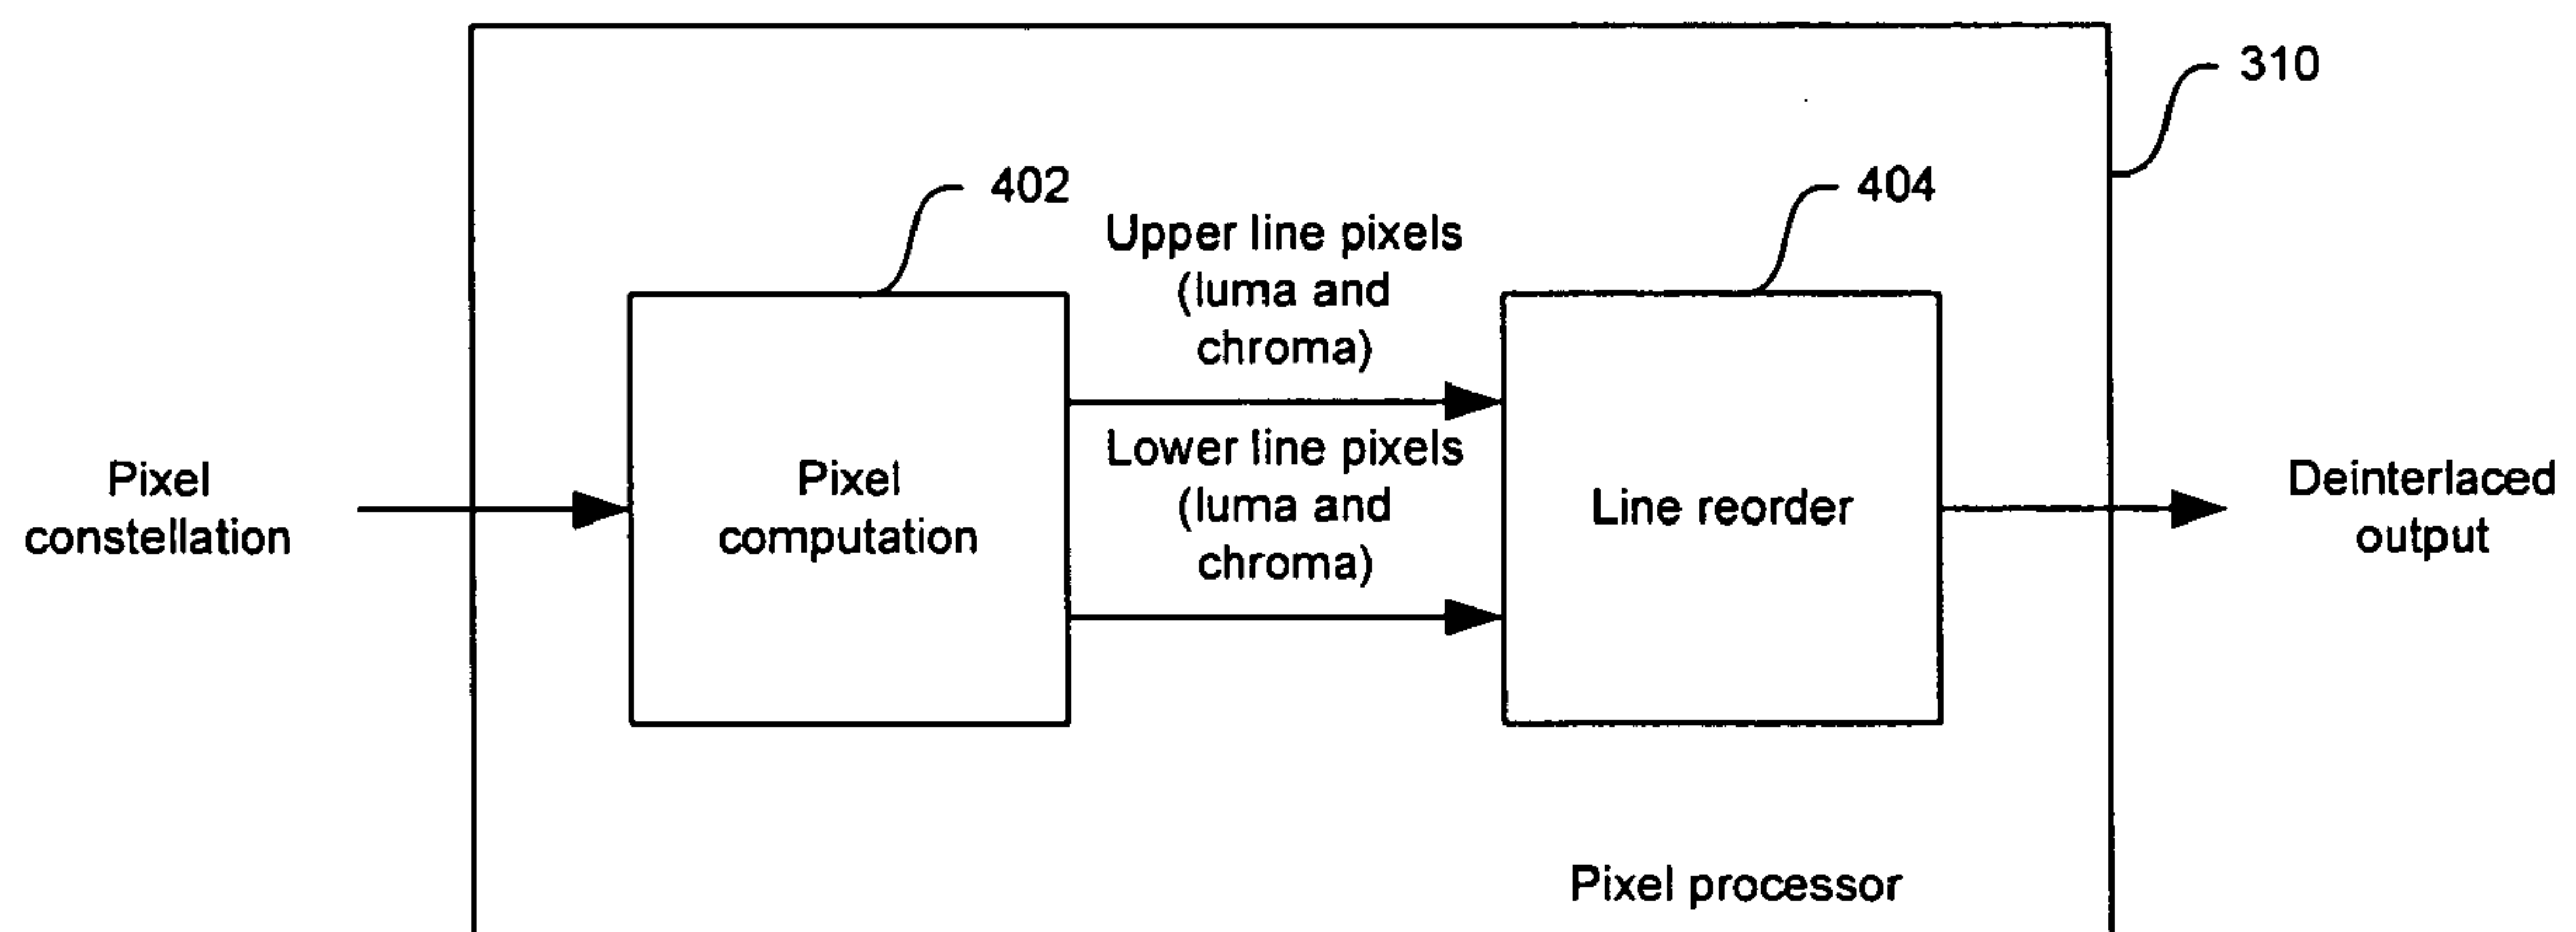 310
402
404
Upper line pixels
(luma and
chroma)
Lower line pixels
(luma and
chroma)
Pixel
constellation
Pixel
computation
Line reorder
Deinterlaced
output
Pixel processor